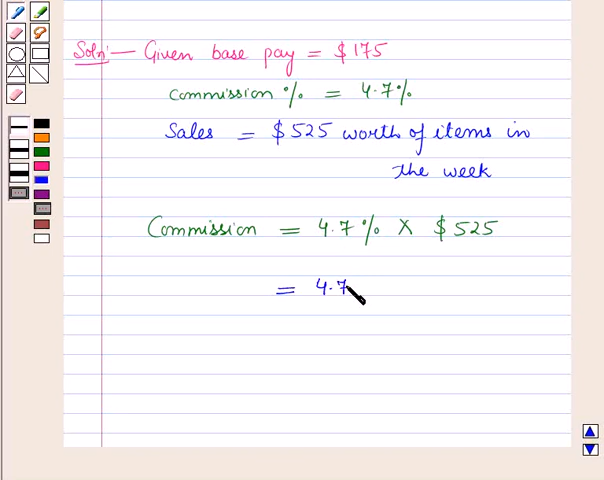 Soln:— Given base pay = $175
Commission % = 4.7%
Sales = $525 worth of items in
the week
Commission = 4.7% × $525
= 4.7